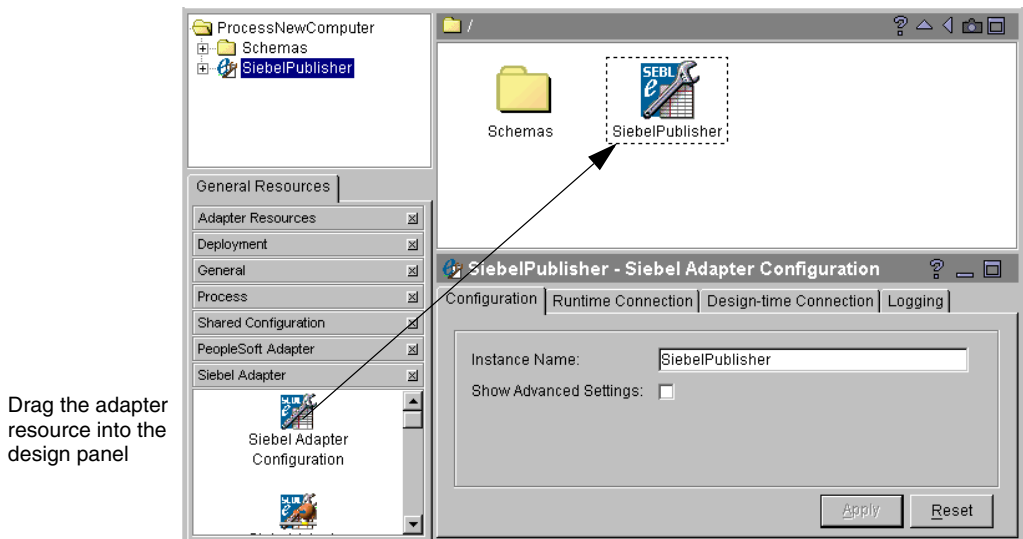 ProcessNewComputer
Schemas
SiebelPublisher
/
SEBL
Schemas
SiebelPublisher
General Resources
Adapter Resources
Deployment
General
Process
Shared Configuration
PeopleSoft Adapter
Siebel Adapter
Siebel Adapter
Configuration
SiebelPublisher - Siebel Adapter Configuration
Configuration
Runtime Connection
Design-time Connection
Logging
Instance Name:
SiebelPublisher
Show Advanced Settings:
Apply
Reset
Drag the adapter
resource into the
design panel